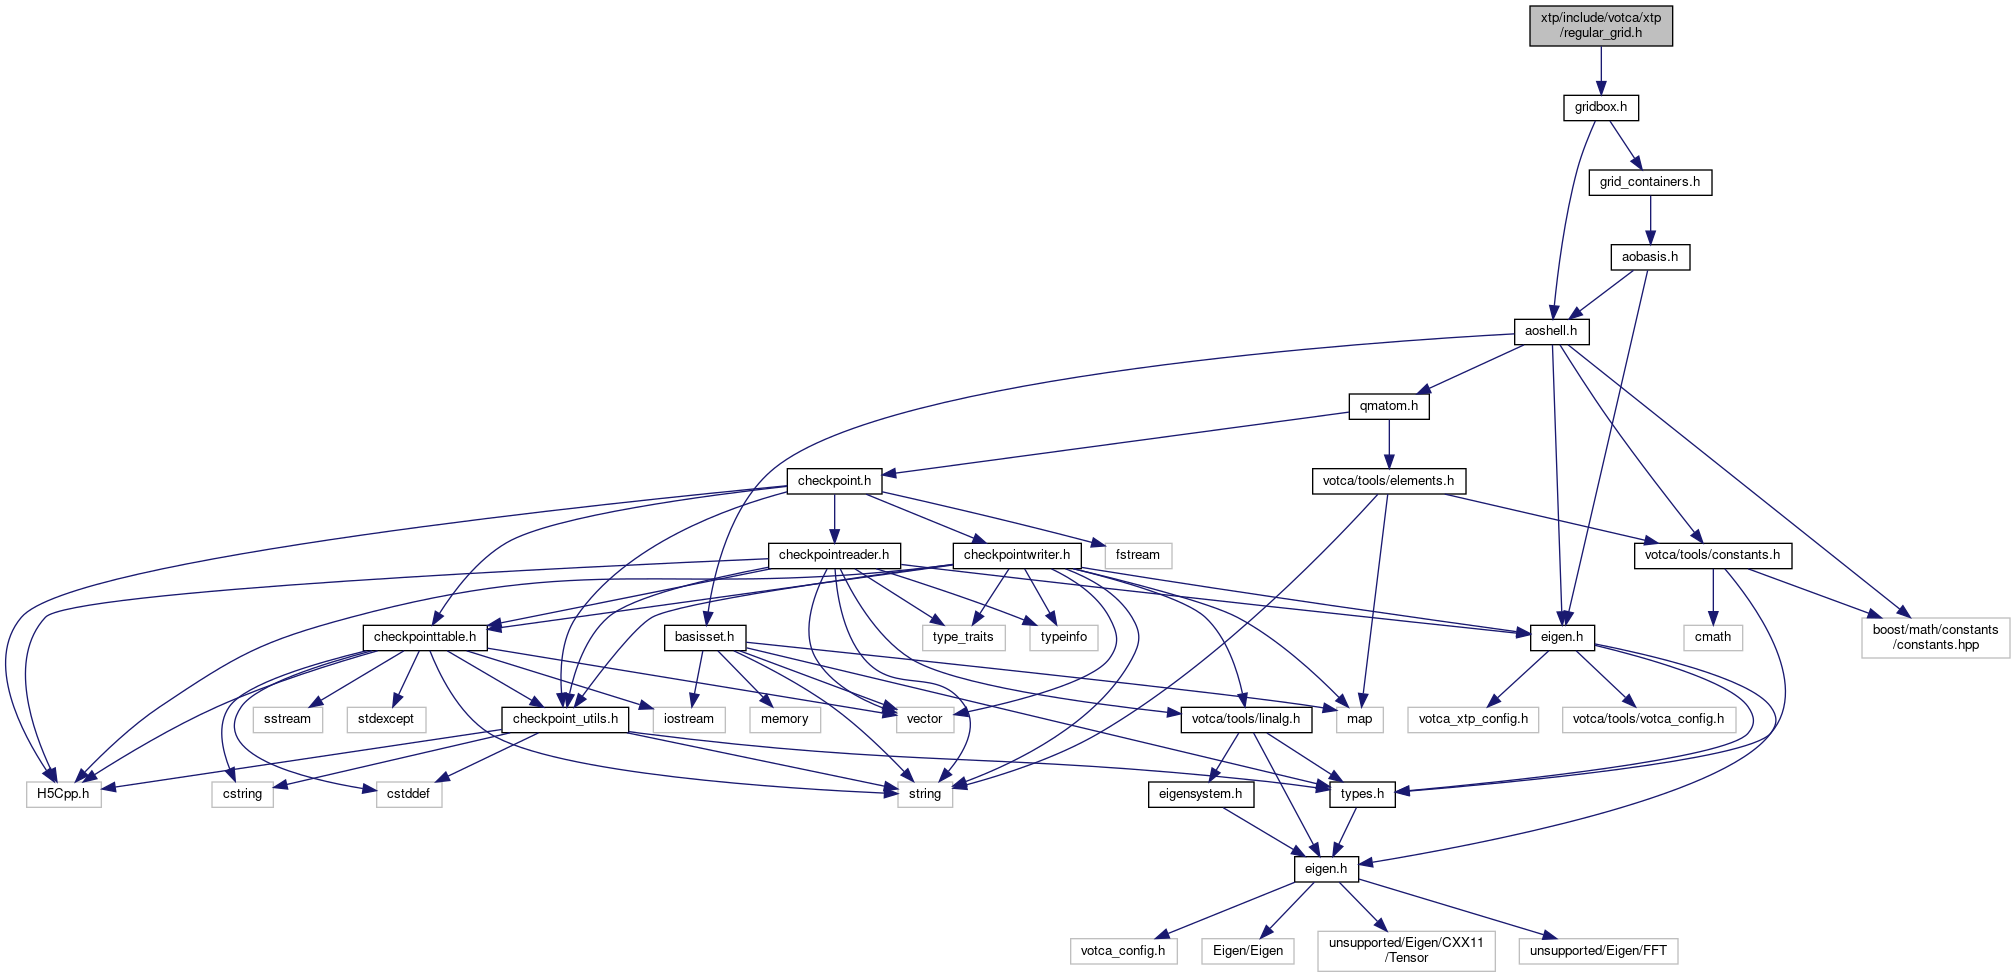 xtp/include/votca/xtp
/regular_grid.h
gridbox.h
grid_containers.h
aobasis.h
aoshell.h
qmatom.h
checkpoint.h
votca/tools/elements.h
checkpointreader.h
checkpointwriter.h
fstream
votca/tools/constants.h
checkpointtable.h
basisset.h
type_traits
typeinfo
eigen.h
cmath
boost/math/constants
/constants.hpp
sstream
stdexcept
checkpoint_utils.h
iostream
memory
vector
votca/tools/linalg.h
map
votca_xtp_config.h
votca/tools/votca_config.h
H5Cpp.h
cstring
cstddef
string
eigensystem.h
types.h
eigen.h
votca_config.h
Eigen/Eigen
unsupported/Eigen/CXX11
/Tensor
unsupported/Eigen/FFT